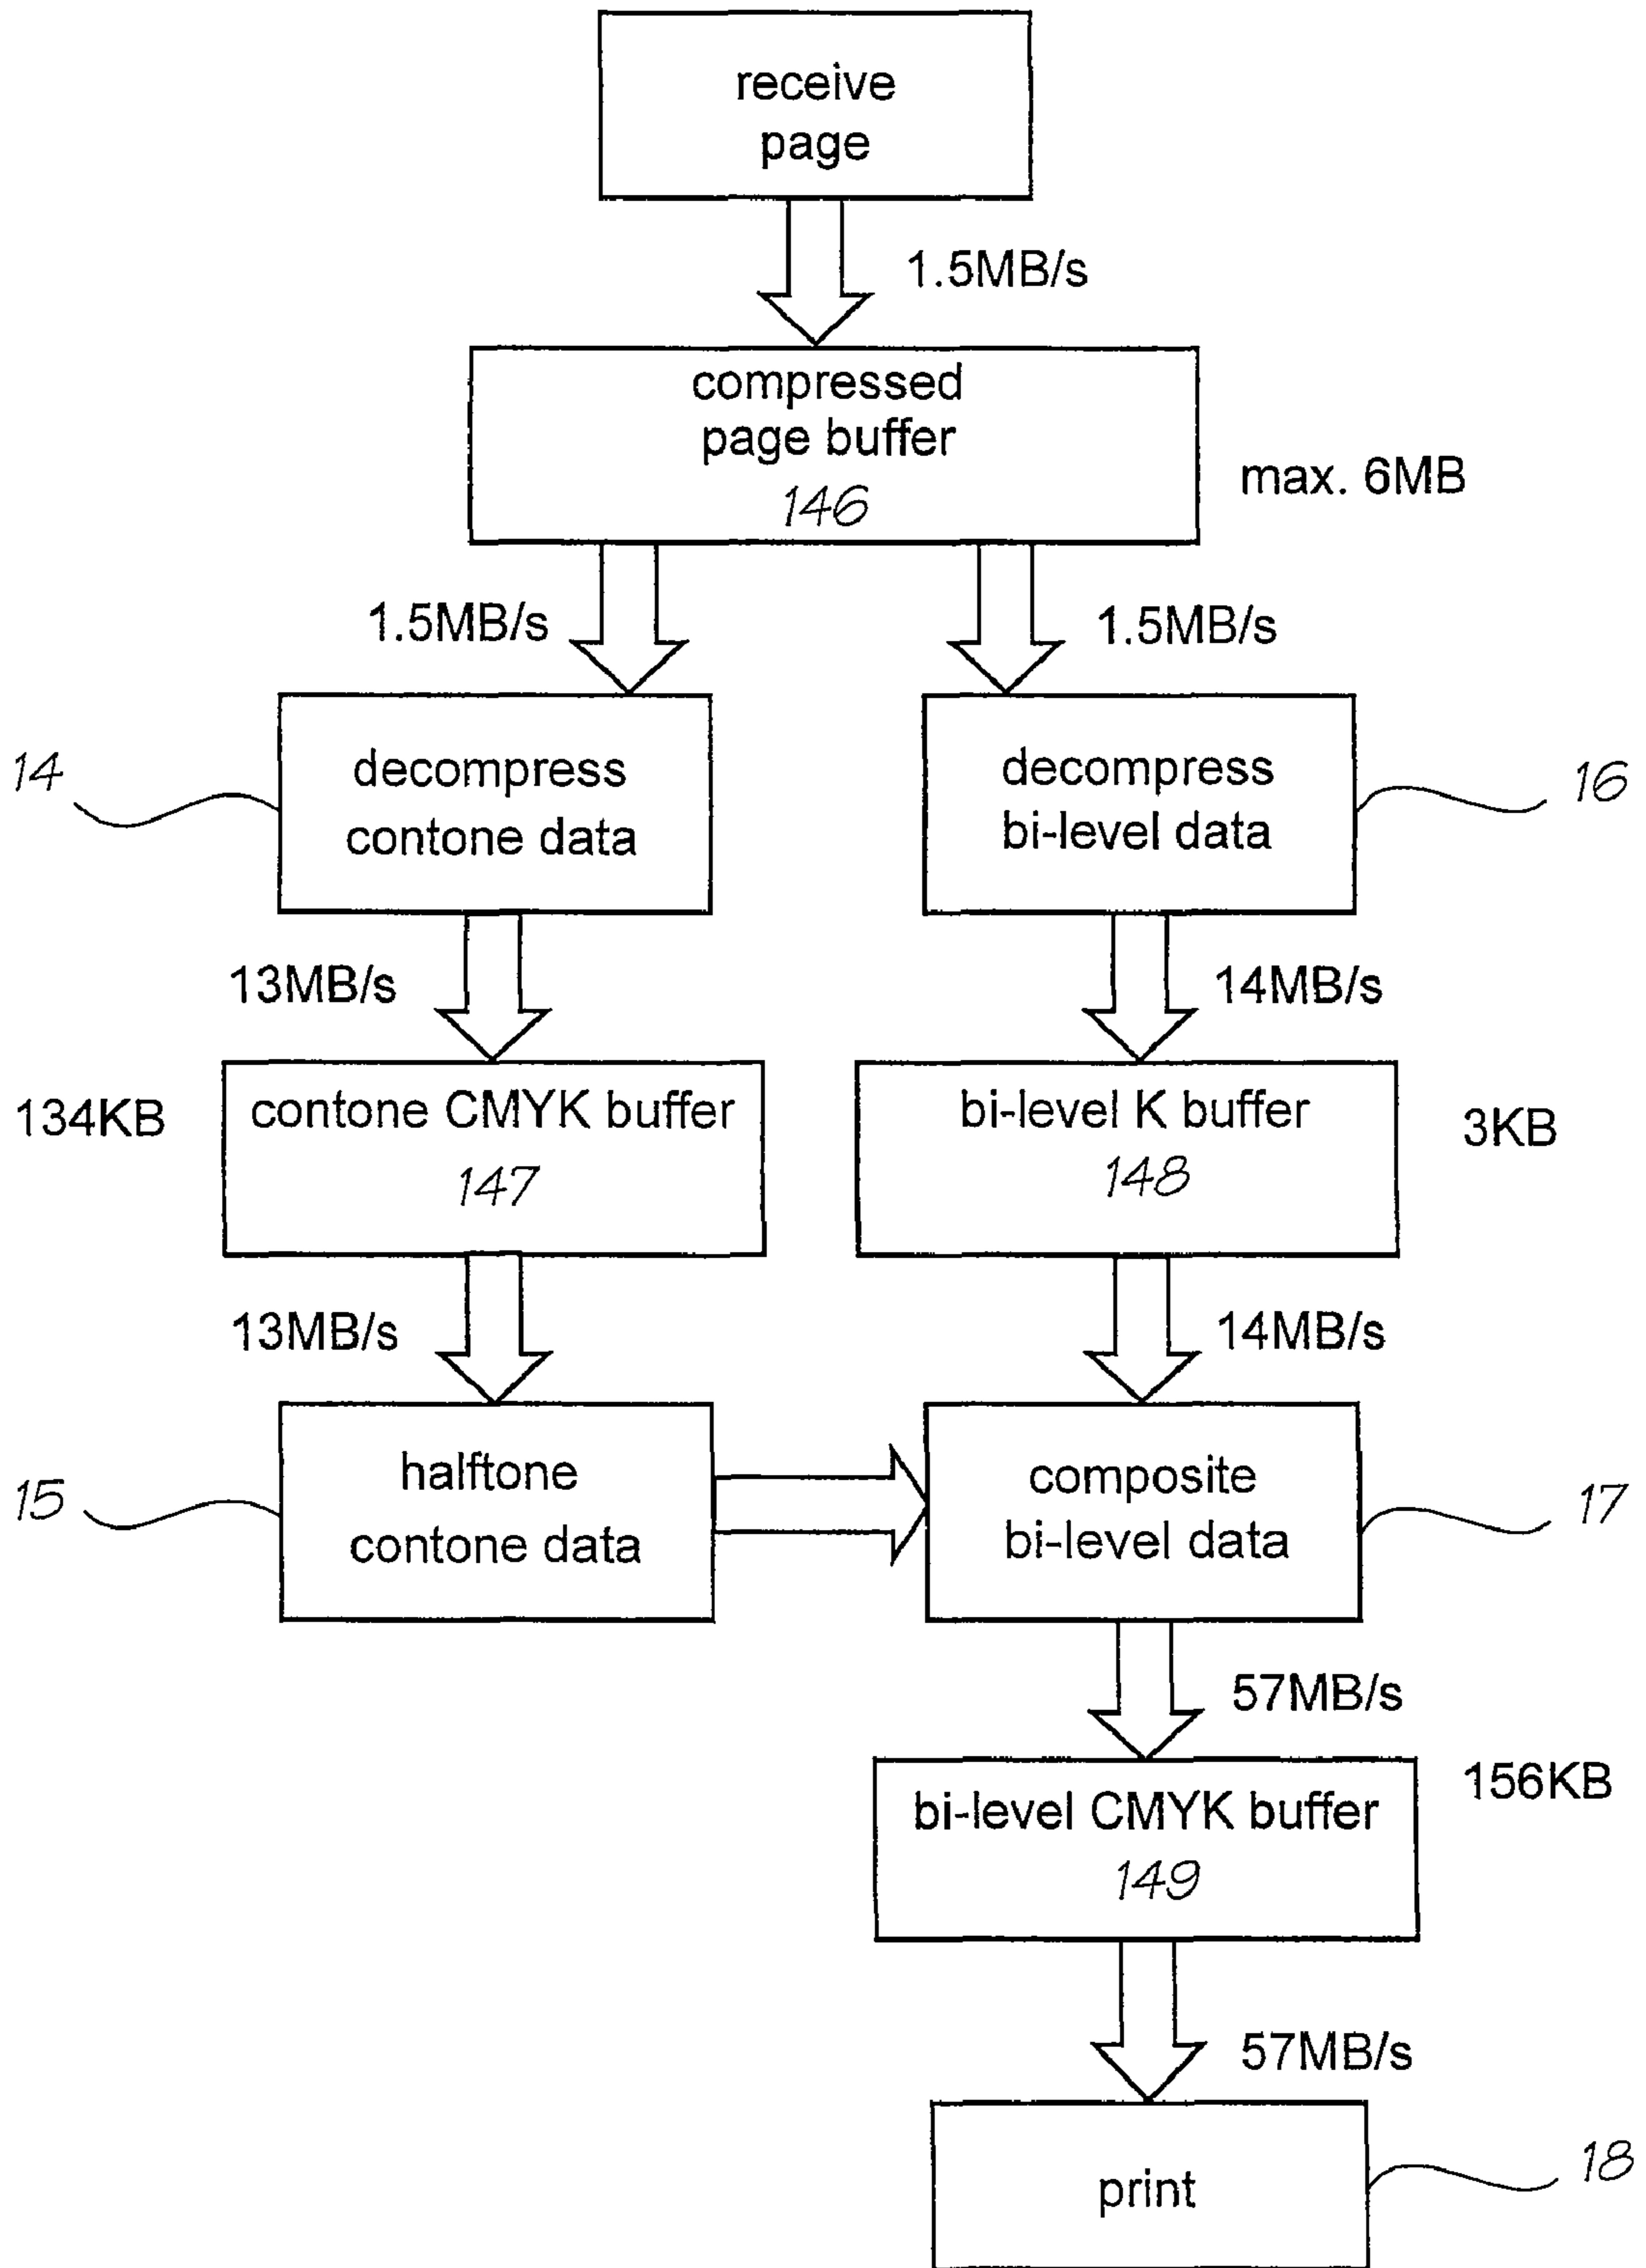 receive
page
1.5MB/s
compressed
page buffer
146
max. 6MB
1.5MB/s
1.5MB/s
14
decompress
contone data
decompress
bi-level data
16
13MB/s
14MB/s
134KB
contone CMYK buffer
147
bi-level K buffer
148
3KB
13MB/s
14MB/s
15
halftone
contone data
composite
bi-level data
17
57MB/s
bi-level CMYK buffer
149
156KB
57MB/s
print
18